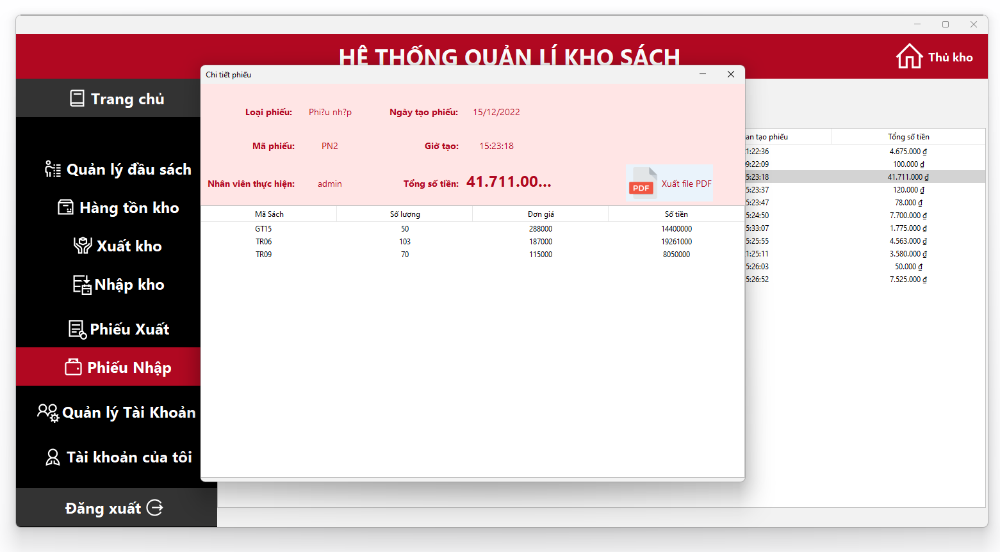 HỆ THỐNG QUẢN LÍ KHO SÁCH
Thủ kho
Trang chủ
Quản lý đầu sách
Hàng tồn kho
Xuất kho
Nhập kho
Phiếu Xuất
Phiếu Nhập
Quản lý Tài Khoản
Tài khoản của tôi
Đăng xuất
Chi tiết phiếu
Loại phiếu: Phi?u nh?p Ngày tạo phiếu: 15/12/2022
Mã phiếu: PN2 Giờ tạo: 15:23:18
Nhân viên thực hiện: admin Tổng số tiền: 41.711.00...
PDF Xuất file PDF
Mã Sách Số lượng Đơn giá Số tiền
GT15 50 288000 14400000
TR06 103 187000 19261000
TR09 70 115000 8050000
an tạo phiếu Tổng số tiền
1:22:36 4.675.000 ₫
9:22:09 100.000 ₫
5:23:18 41.711.000 ₫
5:23:37 120.000 ₫
5:23:47 78.000 ₫
5:24:50 7.700.000 ₫
5:33:07 1.775.000 ₫
5:25:55 4.563.000 ₫
1:25:11 3.580.000 ₫
5:26:03 50.000 ₫
5:26:52 7.525.000 ₫